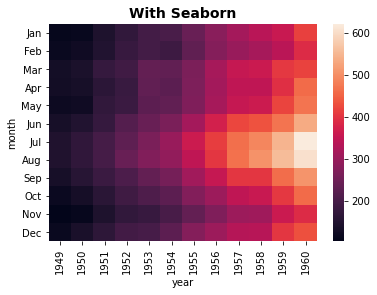 With Seaborn
month
Jan
Feb
Mar
Apr
May
Jun
Jul
Aug
Sep
Oct
Nov
Dec
1949 1950 1951 1952 1953 1954 1955 1956 1957 1958 1959 1960
year
600
500
400
300
200